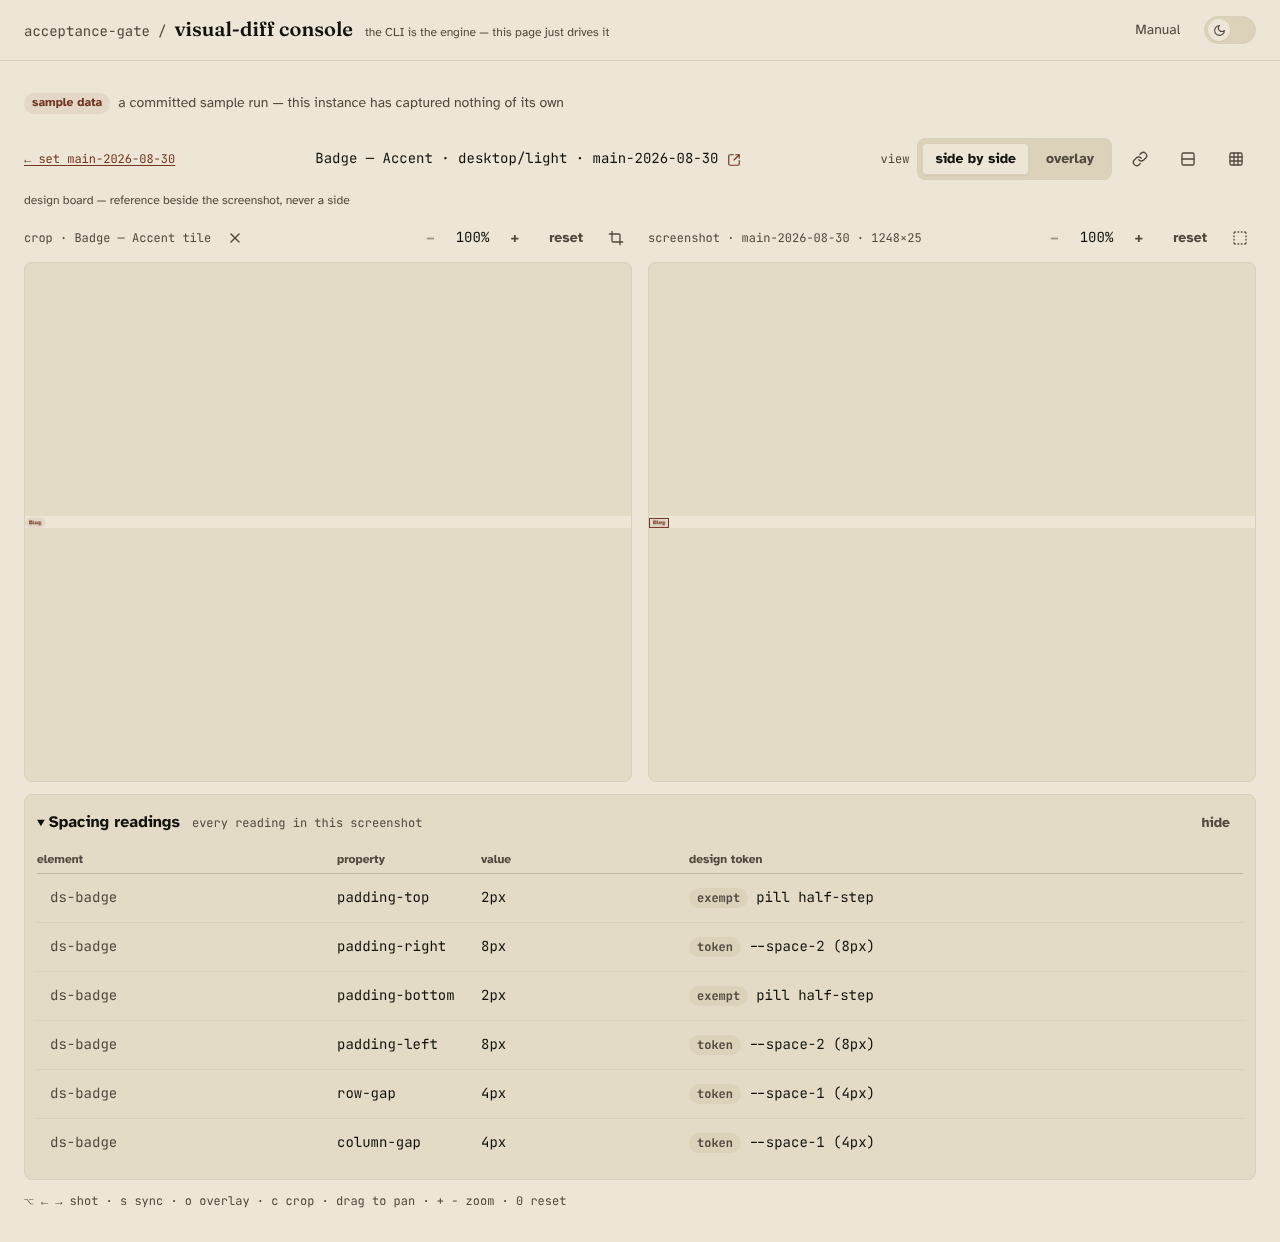 acceptance-gate / visual-diff console the CLI is the engine — this page just drives it
Manual
sample data a committed sample run — this instance has captured nothing of its own
← set main-2026-08-30
Badge — Accent · desktop/light · main-2026-08-30
view side by side overlay
design board — reference beside the screenshot, never a side
crop · Badge — Accent tile
− 100% + reset
screenshot · main-2026-08-30 · 1248×25
− 100% + reset
▾ Spacing readings every reading in this screenshot
hide
element property value design token
ds-badge padding-top 2px exempt pill half-step
ds-badge padding-right 8px token --space-2 (8px)
ds-badge padding-bottom 2px exempt pill half-step
ds-badge padding-left 8px token --space-2 (8px)
ds-badge row-gap 4px token --space-1 (4px)
ds-badge column-gap 4px token --space-1 (4px)
⌥ ← → shot · s sync · o overlay · c crop · drag to pan · + - zoom · 0 reset